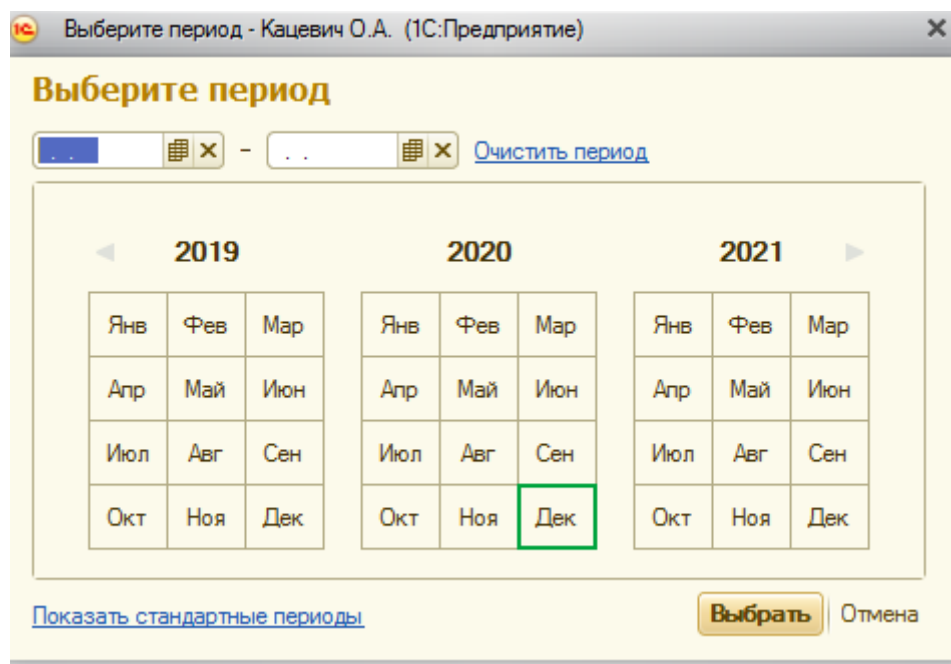 1С Выберите период - Кацевич О.А. (1С:Предприятие)
Выберите период
. . – . . Очистить период
2019 2020 2021
Янв Фев Мар Янв Фев Мар Янв Фев Мар
Апр Май Июн Апр Май Июн Апр Май Июн
Июл Авг Сен Июл Авг Сен Июл Авг Сен
Окт Ноя Дек Окт Ноя Дек Окт Ноя Дек
Показать стандартные периоды Выбрать Отмена